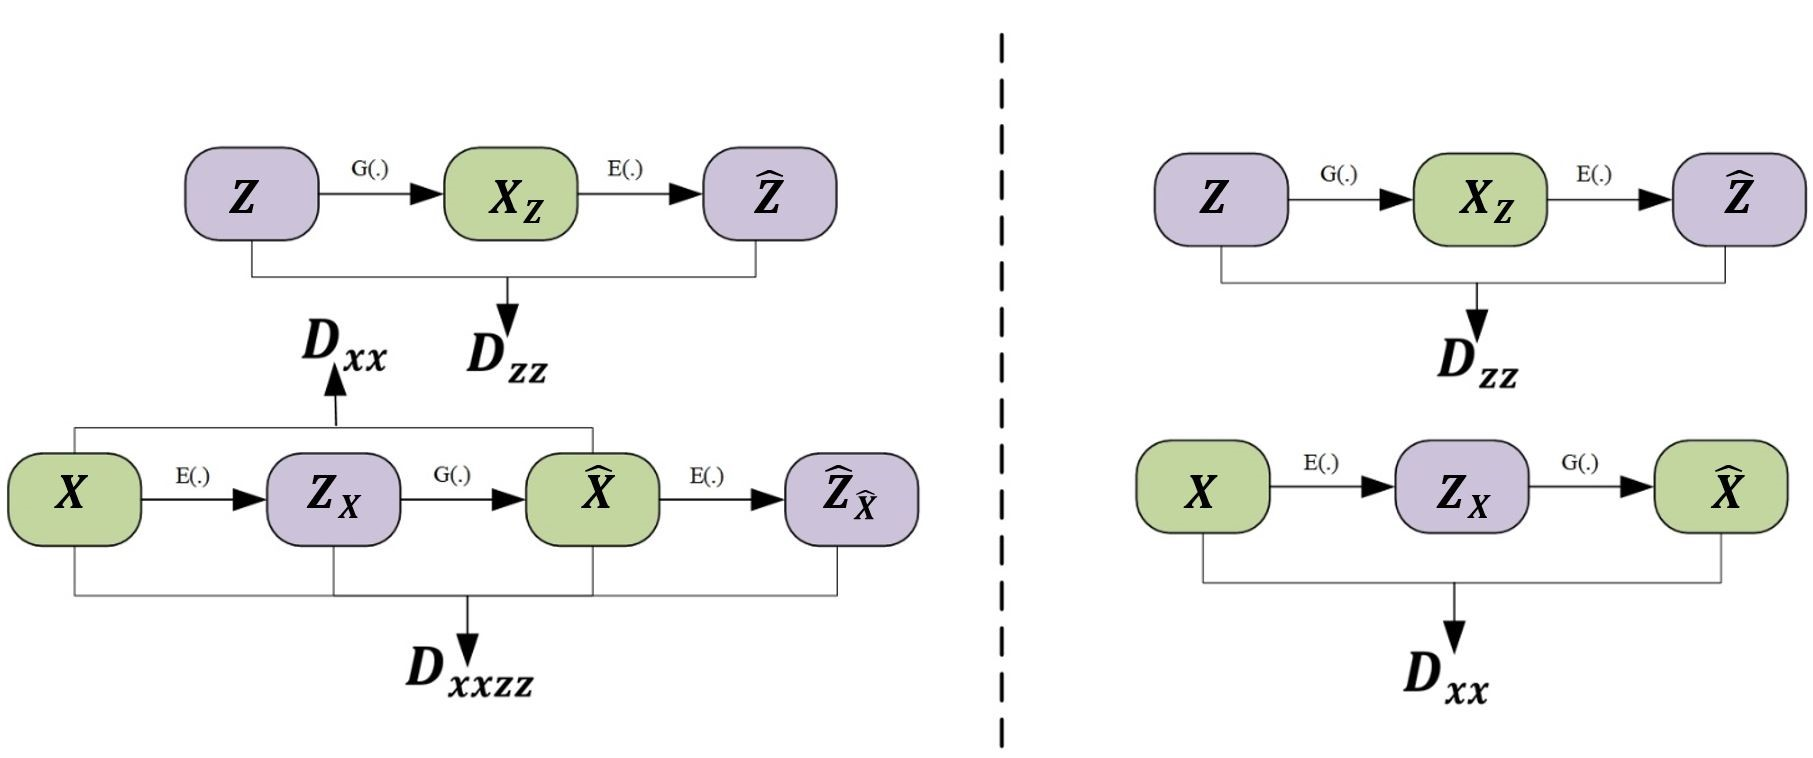 Z G(.) X_Z E(.) Ẑ
D_xx D_zz
X E(.) Z_X G(.) X̂ E(.) Ẑ_X̂
D_xxzz
Z G(.) X_Z E(.) Ẑ
D_zz
X E(.) Z_X G(.) X̂
D_xx